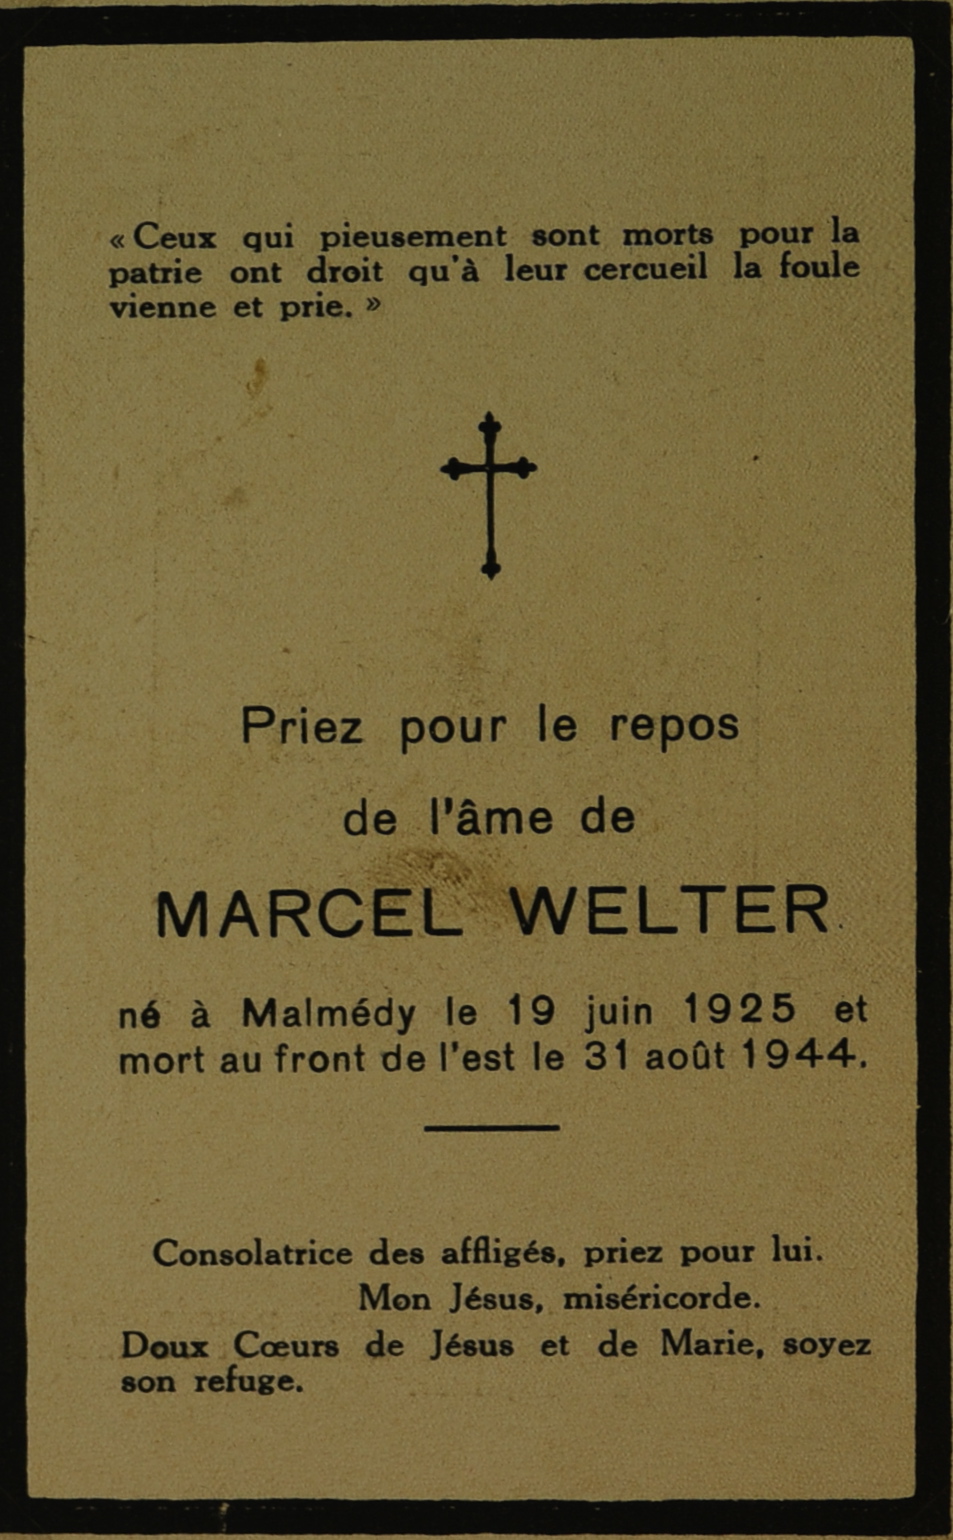 « Ceux qui pieusement sont morts pour la
patrie ont droit qu'à leur cercueil la foule
vienne et prie. »
Priez pour le repos
de l'âme de
MARCEL WELTER
né à Malmédy le 19 juin 1925 et
mort au front de l'est le 31 août 1944.
Consolatrice des affligés, priez pour lui.
Mon Jésus, miséricorde.
Doux Cœurs de Jésus et de Marie, soyez
son refuge.